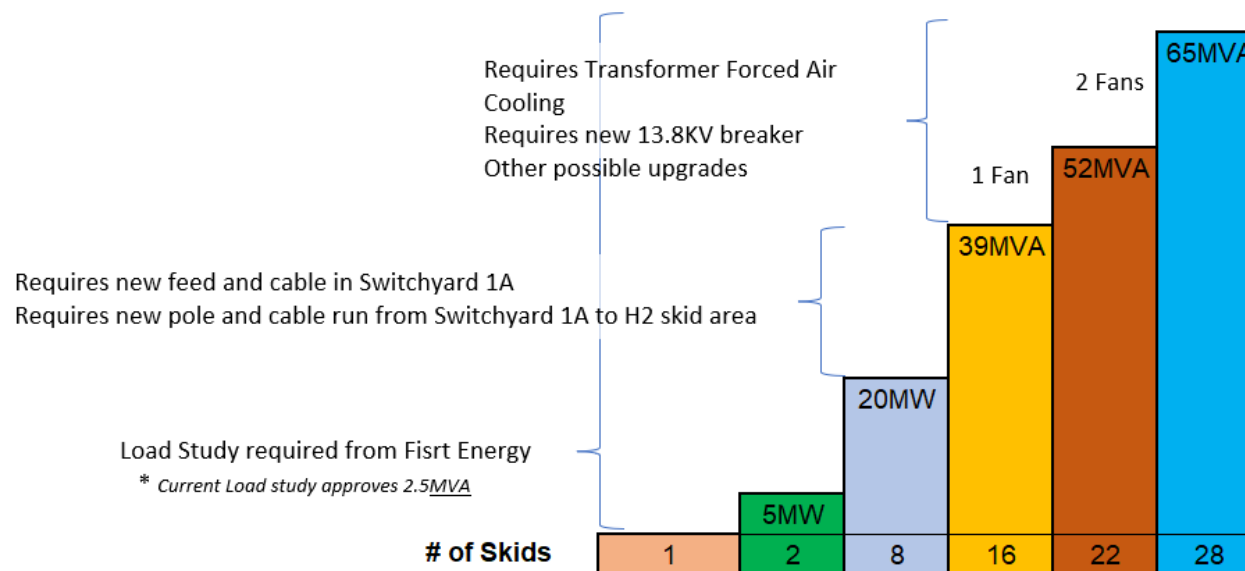 65MVA
Requires Transformer Forced Air
Cooling
2 Fans
Requires new 13.8KV breaker
Other possible upgrades
52MVA
1 Fan
39MVA
Requires new feed and cable in Switchyard 1A
Requires new pole and cable run from Switchyard 1A to H2 skid area
20MW
Load Study required from Fisrt Energy
* Current Load study approves 2.5MVA
5MW
# of Skids 1 2 8 16 22 28